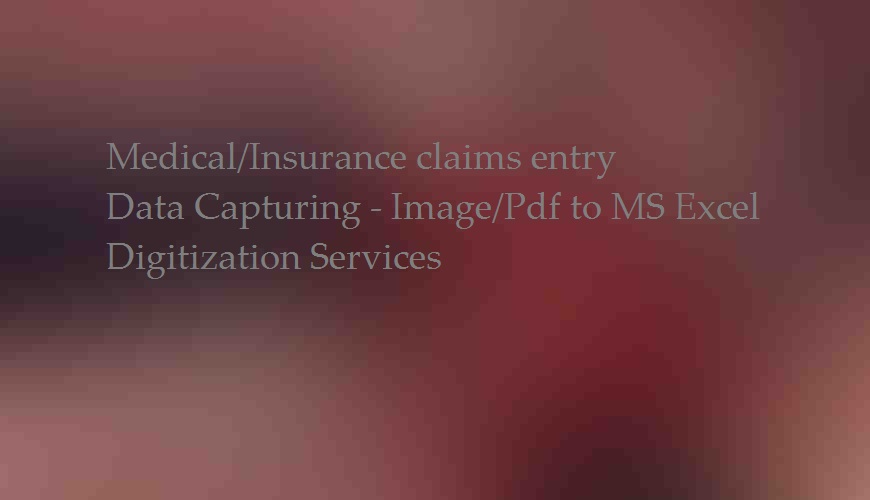 Medical/Insurance claims entry
Data Capturing - Image/Pdf to MS Excel
Digitization Services